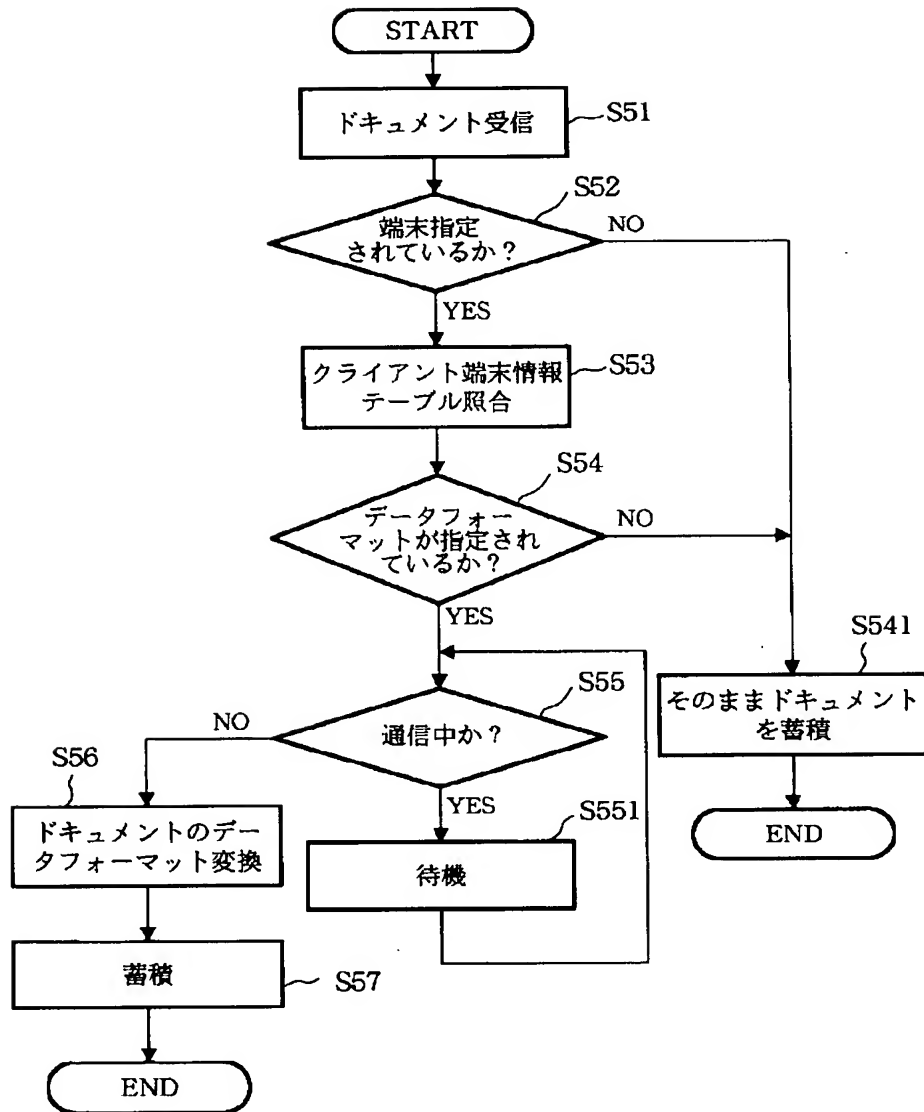 START
ドキュメント受信
S51
端末指定
されているか？
S52
NO
YES
クライアント端末情報
テーブル照合
S53
データフォー
マットが指定され
ているか？
S54
NO
YES
通信中か？
S55
NO
YES
S541
そのままドキュメント
を蓄積
END
S56
ドキュメントのデー
タフォーマット変換
S551
待機
蓄積
S57
END